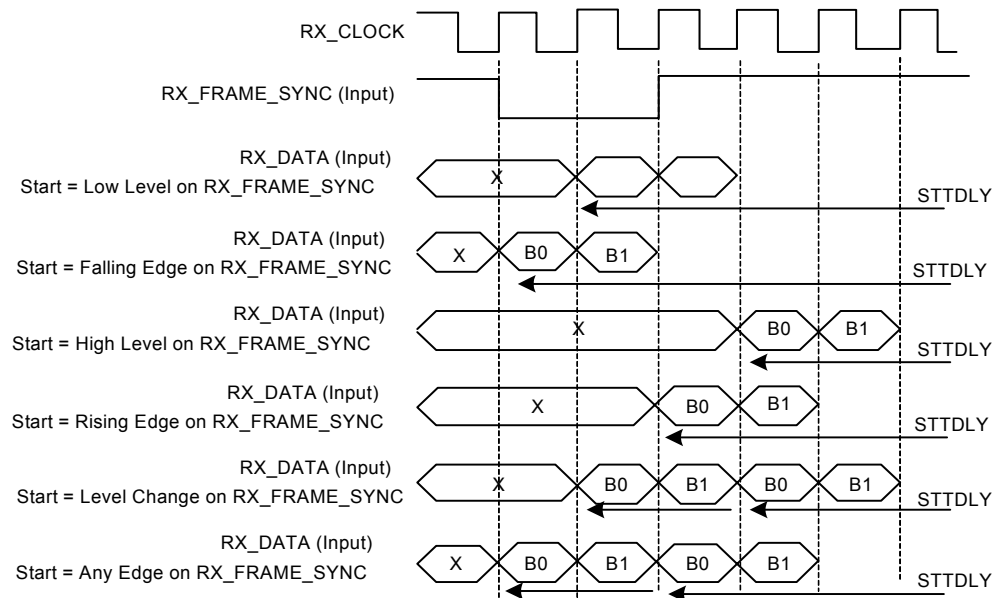 RX_CLOCK
RX_FRAME_SYNC (Input)
RX_DATA (Input)
Start = Low Level on RX_FRAME_SYNC
X
STTDLY
RX_DATA (Input)
Start = Falling Edge on RX_FRAME_SYNC
X B0 B1
STTDLY
RX_DATA (Input)
Start = High Level on RX_FRAME_SYNC
X B0 B1
STTDLY
RX_DATA (Input)
Start = Rising Edge on RX_FRAME_SYNC
X B0 B1
STTDLY
RX_DATA (Input)
Start = Level Change on RX_FRAME_SYNC
X B0 B1 B0 B1
STTDLY
RX_DATA (Input)
Start = Any Edge on RX_FRAME_SYNC
X B0 B1 B0 B1
STTDLY